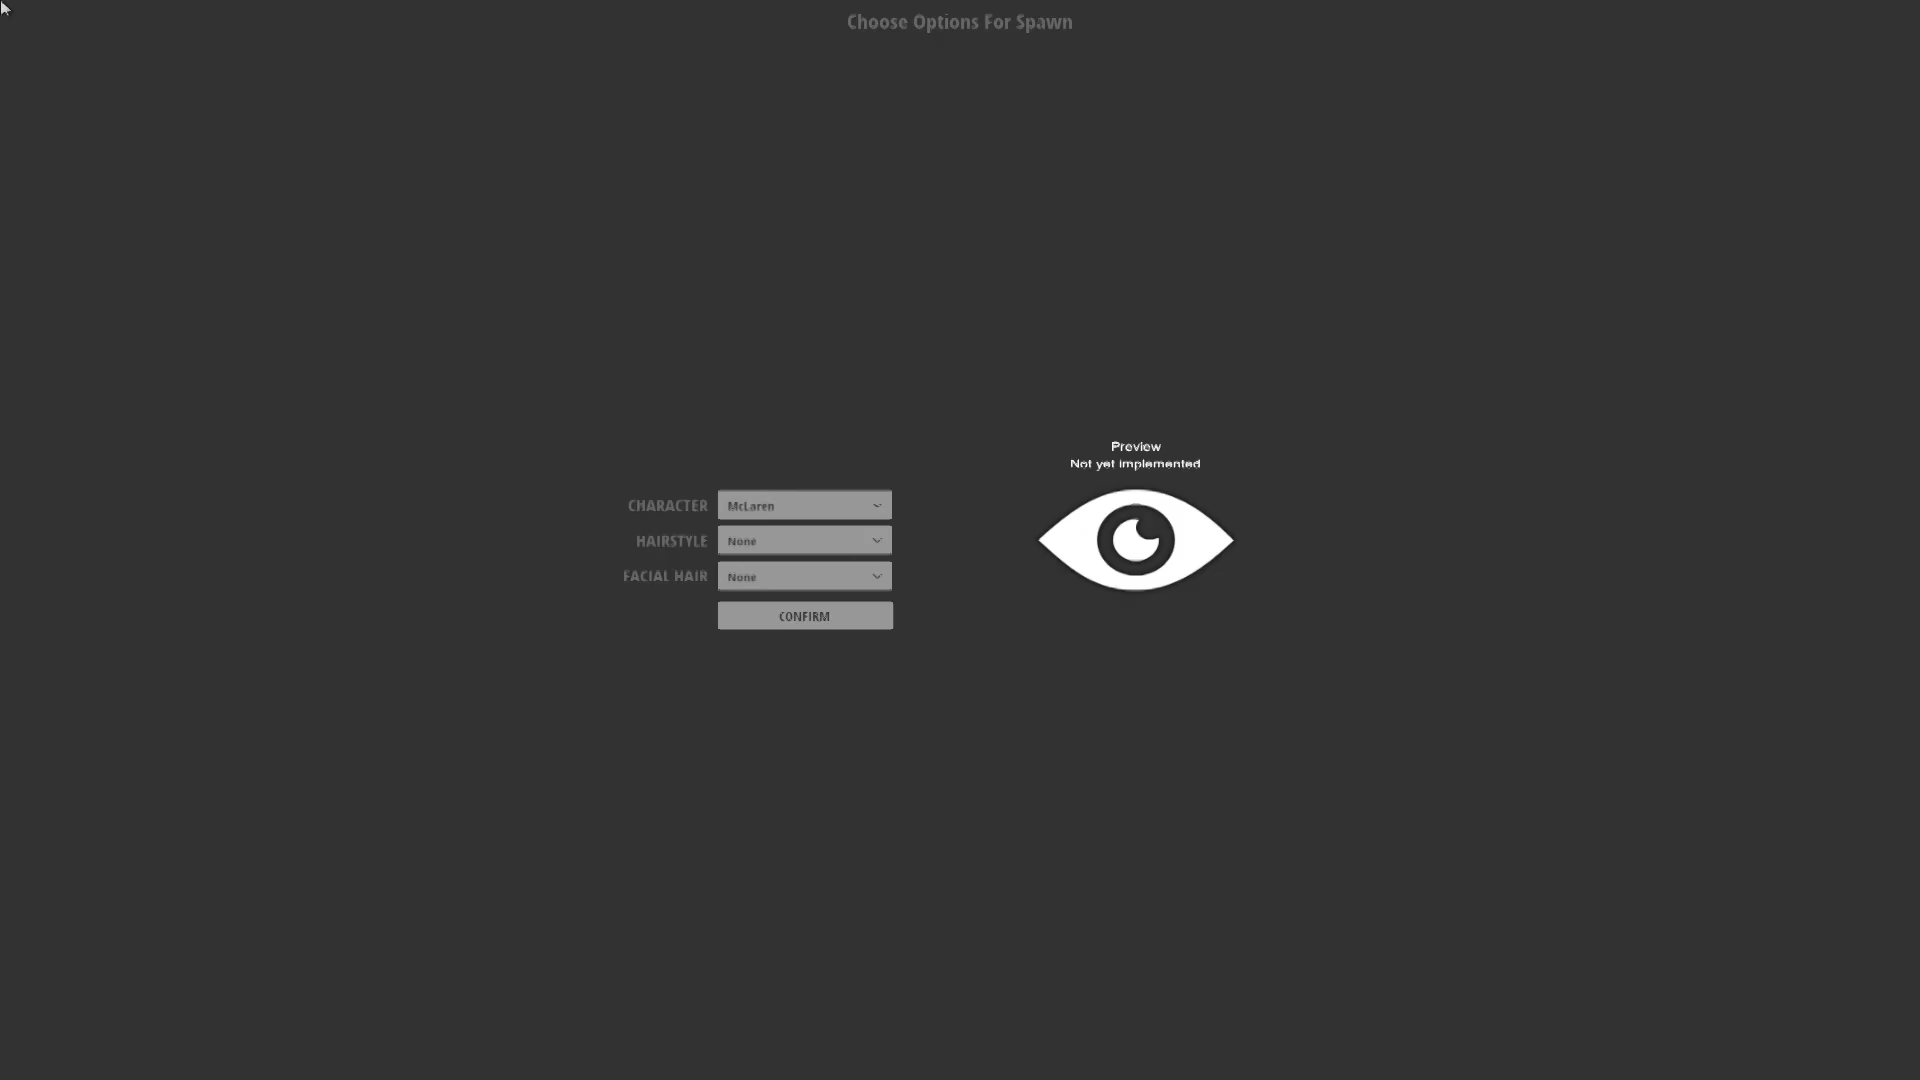 Choose Options For Spawn
Preview
Not yet implemented
CHARACTER McLaren
HAIRSTYLE None
FACIAL HAIR None
CONFIRM